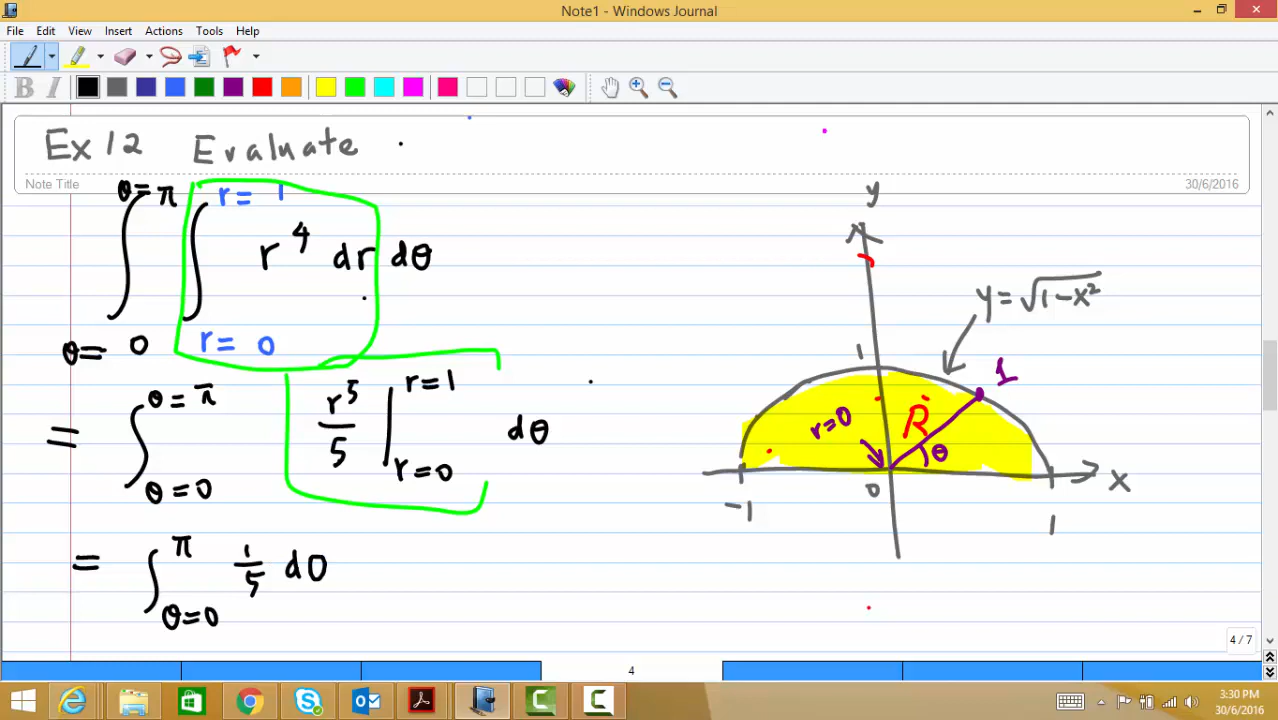 Note1 - Windows Journal
File Edit View Insert Actions Tools Help
B I
Ex 12 Evaluate
Note Title
30/6/2016
θ=π r= 1
∫ ∫ r^4 dr dθ
θ= 0 r= 0
= ∫_{θ=0}^{θ=π} r^5/5 |_{r=0}^{r=1} dθ
= ∫_{θ=0}^{π} 1/5 dθ
y
y=√(1-x²)
1
1
r=0
R
θ
0
x
-1
1
4 / 7
4
3:30 PM
30/6/2016